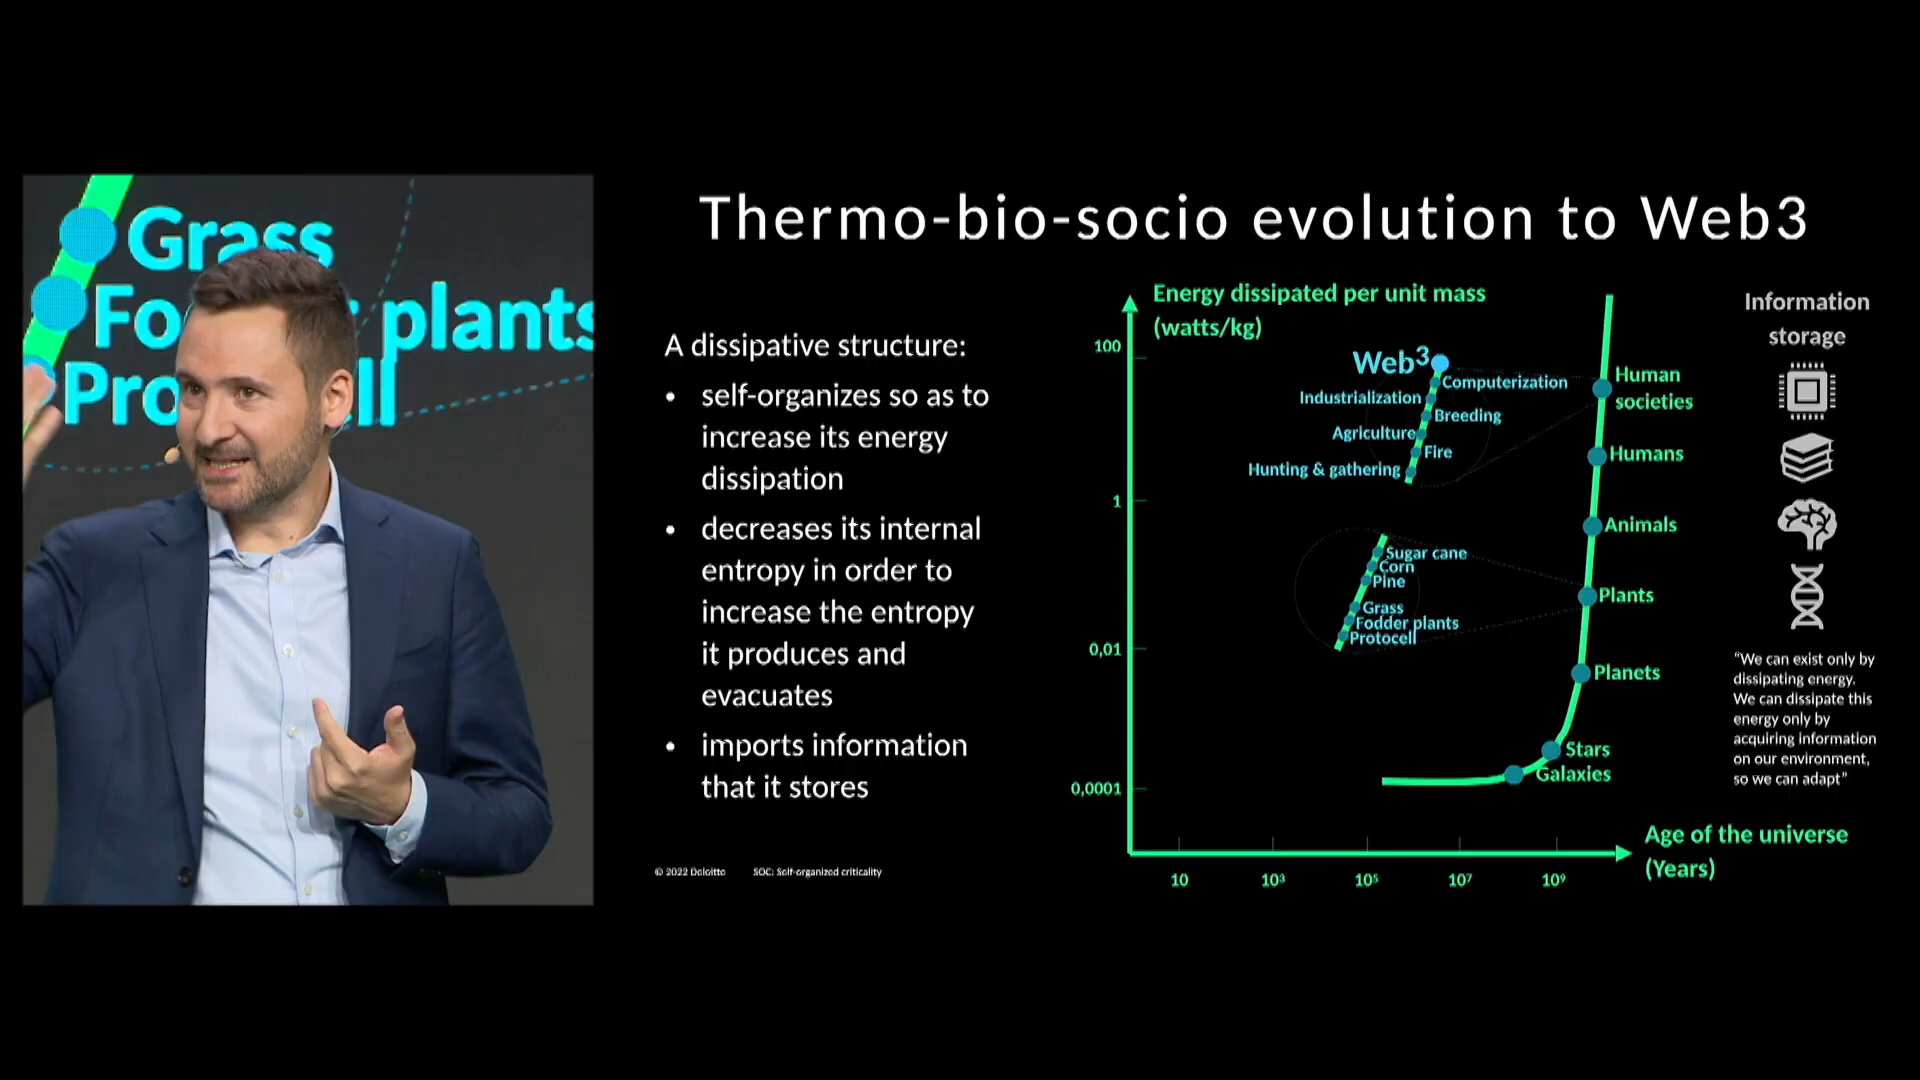 Grass
plants
Thermo-bio-socio evolution to Web3
A dissipative structure:
• self-organizes so as to
increase its energy
dissipation
• decreases its internal
entropy in order to
increase the entropy
it produces and
evacuates
• imports information
that it stores
© 2022 Deloitte
SOC: Self-organized criticality
Energy dissipated per unit mass
(watts/kg)
100
1
0,01
0,0001
Web³
Computerization
Industrialization
Breeding
Agriculture
Fire
Hunting & gathering
Sugar cane
Corn
Pine
Grass
Fodder plants
Protocell
Human
societies
Humans
Animals
Plants
Planets
Stars
Galaxies
10
10³
10⁵
10⁷
10⁹
Age of the universe
(Years)
Information
storage
“We can exist only by
dissipating energy.
We can dissipate this
energy only by
acquiring information
on our environment,
so we can adapt”